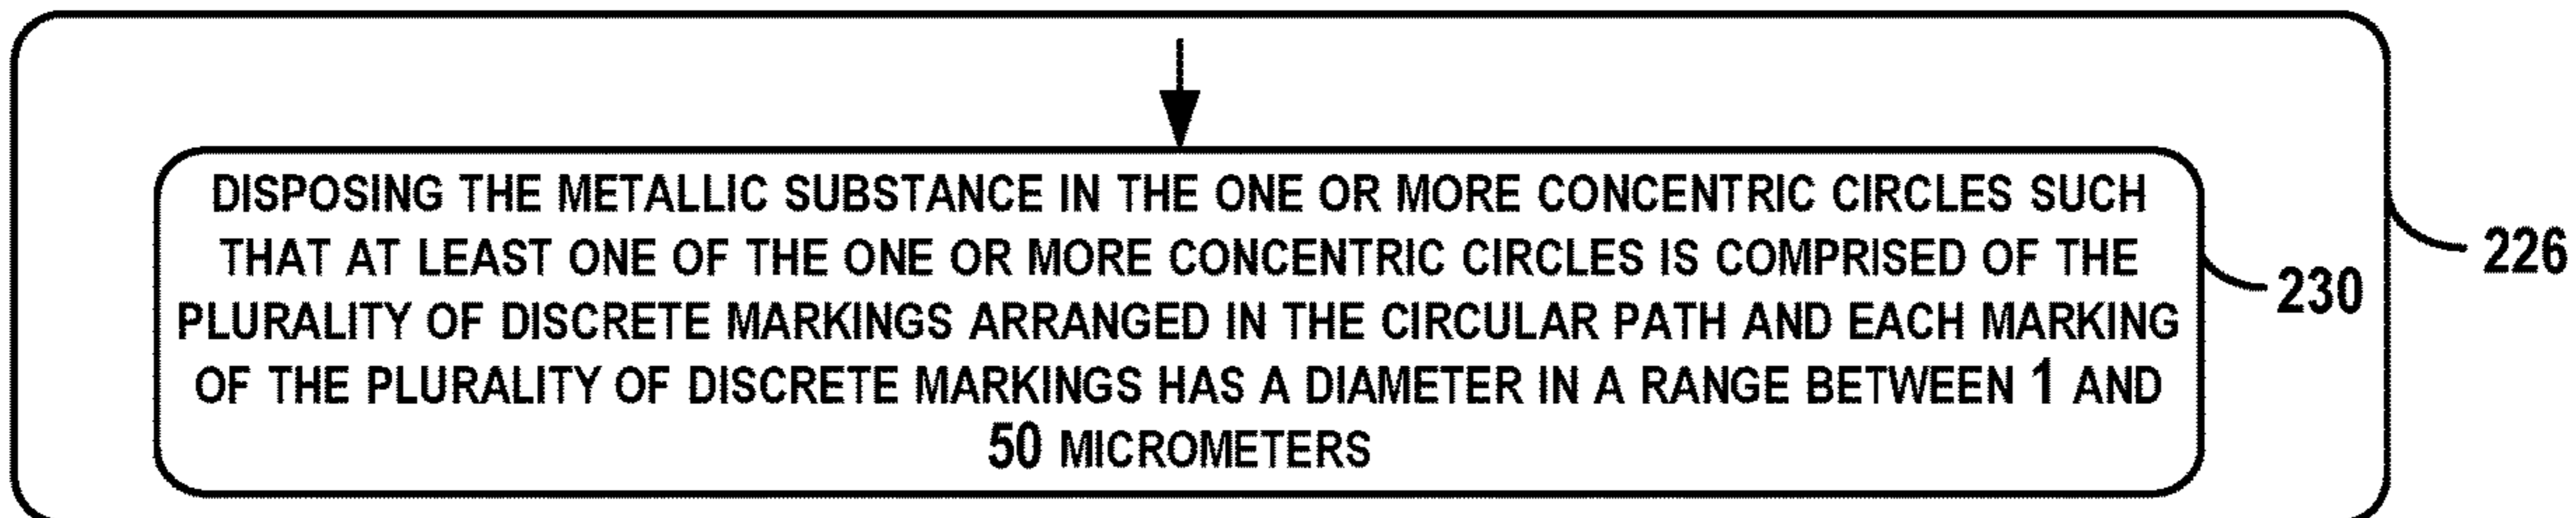 DISPOSING THE METALLIC SUBSTANCE IN THE ONE OR MORE CONCENTRIC CIRCLES SUCH
THAT AT LEAST ONE OF THE ONE OR MORE CONCENTRIC CIRCLES IS COMPRISED OF THE
PLURALITY OF DISCRETE MARKINGS ARRANGED IN THE CIRCULAR PATH AND EACH MARKING
OF THE PLURALITY OF DISCRETE MARKINGS HAS A DIAMETER IN A RANGE BETWEEN 1 AND
50 MICROMETERS
230
226